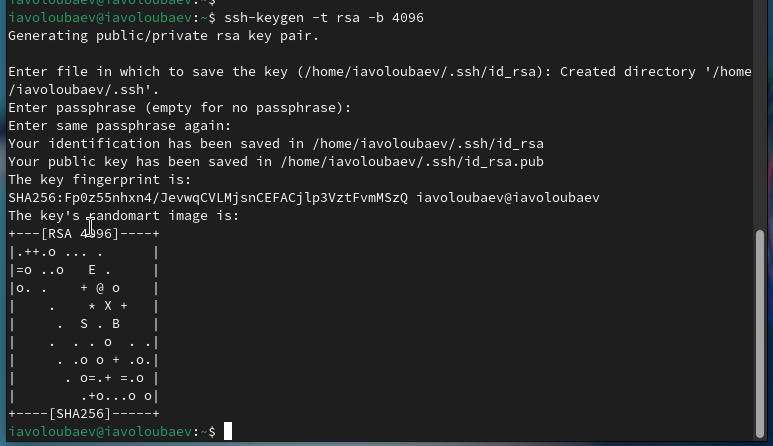 iavoloubaev@iavoloubaev:~$
iavoloubaev@iavoloubaev:~$ ssh-keygen -t rsa -b 4096
Generating public/private rsa key pair.
Enter file in which to save the key (/home/iavoloubaev/.ssh/id_rsa): Created directory '/home
/iavoloubaev/.ssh'.
Enter passphrase (empty for no passphrase):
Enter same passphrase again:
Your identification has been saved in /home/iavoloubaev/.ssh/id_rsa
Your public key has been saved in /home/iavoloubaev/.ssh/id_rsa.pub
The key fingerprint is:
SHA256:Fp0z55nhxn4/JevwqCVLMjsnCEFACjlp3VztFvmMSzQ iavoloubaev@iavoloubaev
The key's randomart image is:
+---[RSA 4096]----+
|.++.o ... .      |
|=o ..o   E .     |
|o. .    + @ o    |
|    .    * X +   |
|     .  S . B    |
|    .  . . o  . .|
|     . .o o + .o.|
|      . o=.+ =.o |
|        .+o...o o|
+----[SHA256]-----+
iavoloubaev@iavoloubaev:~$